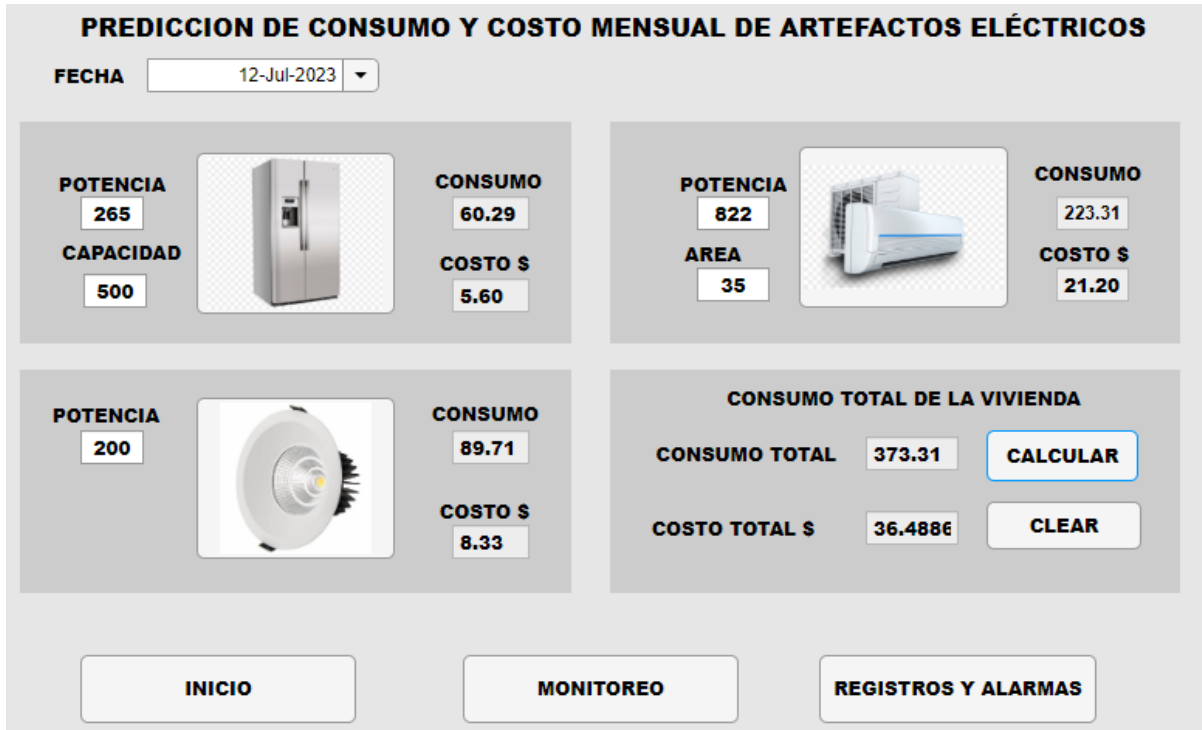 PREDICCION DE CONSUMO Y COSTO MENSUAL DE ARTEFACTOS ELÉCTRICOS
FECHA 12-Jul-2023
POTENCIA
265
CAPACIDAD
500
CONSUMO
60.29
COSTO $
5.60
POTENCIA
822
AREA
35
CONSUMO
223.31
COSTO $
21.20
POTENCIA
200
CONSUMO
89.71
COSTO $
8.33
CONSUMO TOTAL DE LA VIVIENDA
CONSUMO TOTAL 373.31 CALCULAR
COSTO TOTAL $ 36.4886 CLEAR
INICIO MONITOREO REGISTROS Y ALARMAS